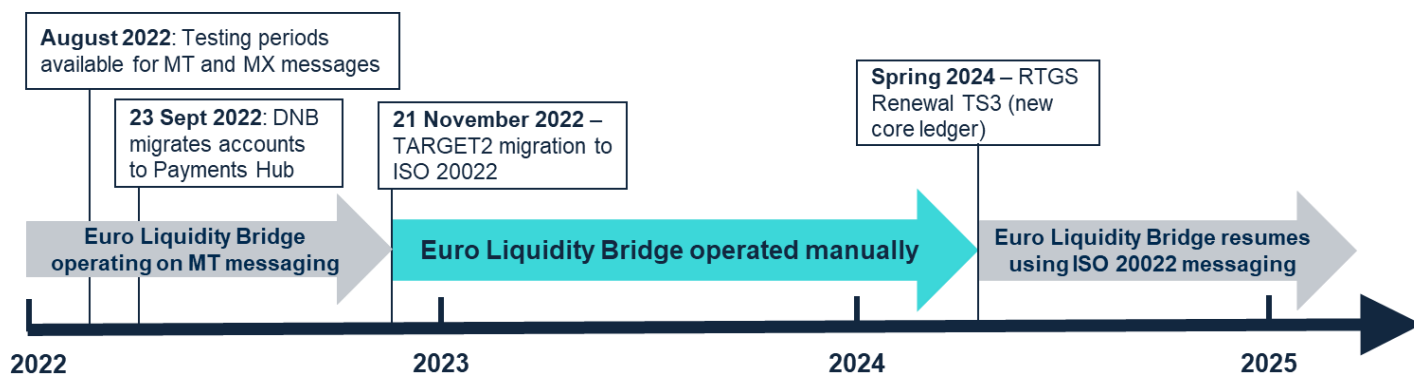 August 2022: Testing periods
available for MT and MX messages
23 Sept 2022: DNB
migrates accounts
to Payments Hub
21 November 2022 –
TARGET2 migration to
ISO 20022
Spring 2024 – RTGS
Renewal TS3 (new
core ledger)
Euro Liquidity Bridge
operating on MT messaging
Euro Liquidity Bridge operated manually
Euro Liquidity Bridge resumes
using ISO 20022 messaging
2022
2023
2024
2025